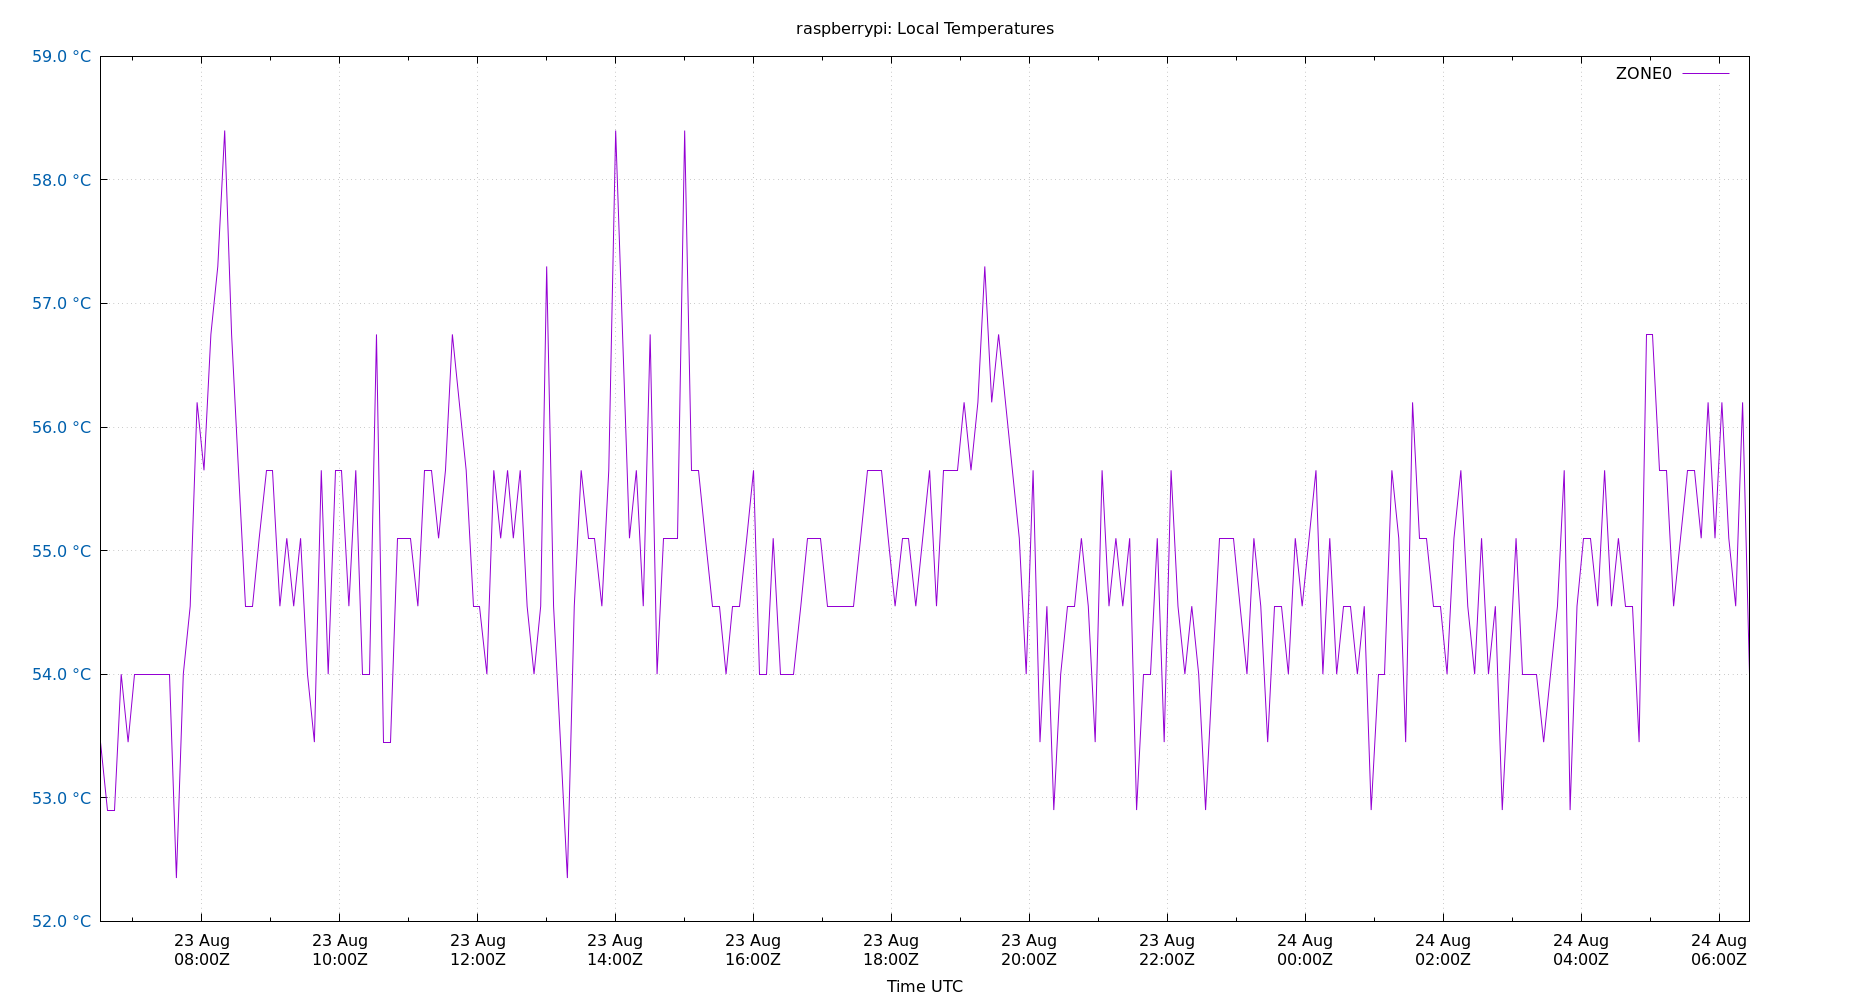 raspberrypi: Local Temperatures
ZONE0
59.0 °C
58.0 °C
57.0 °C
56.0 °C
55.0 °C
54.0 °C
53.0 °C
52.0 °C
23 Aug 23 Aug 23 Aug 23 Aug 23 Aug 23 Aug 23 Aug 23 Aug 24 Aug 24 Aug 24 Aug 24 Aug
08:00Z 10:00Z 12:00Z 14:00Z 16:00Z 18:00Z 20:00Z 22:00Z 00:00Z 02:00Z 04:00Z 06:00Z
Time UTC